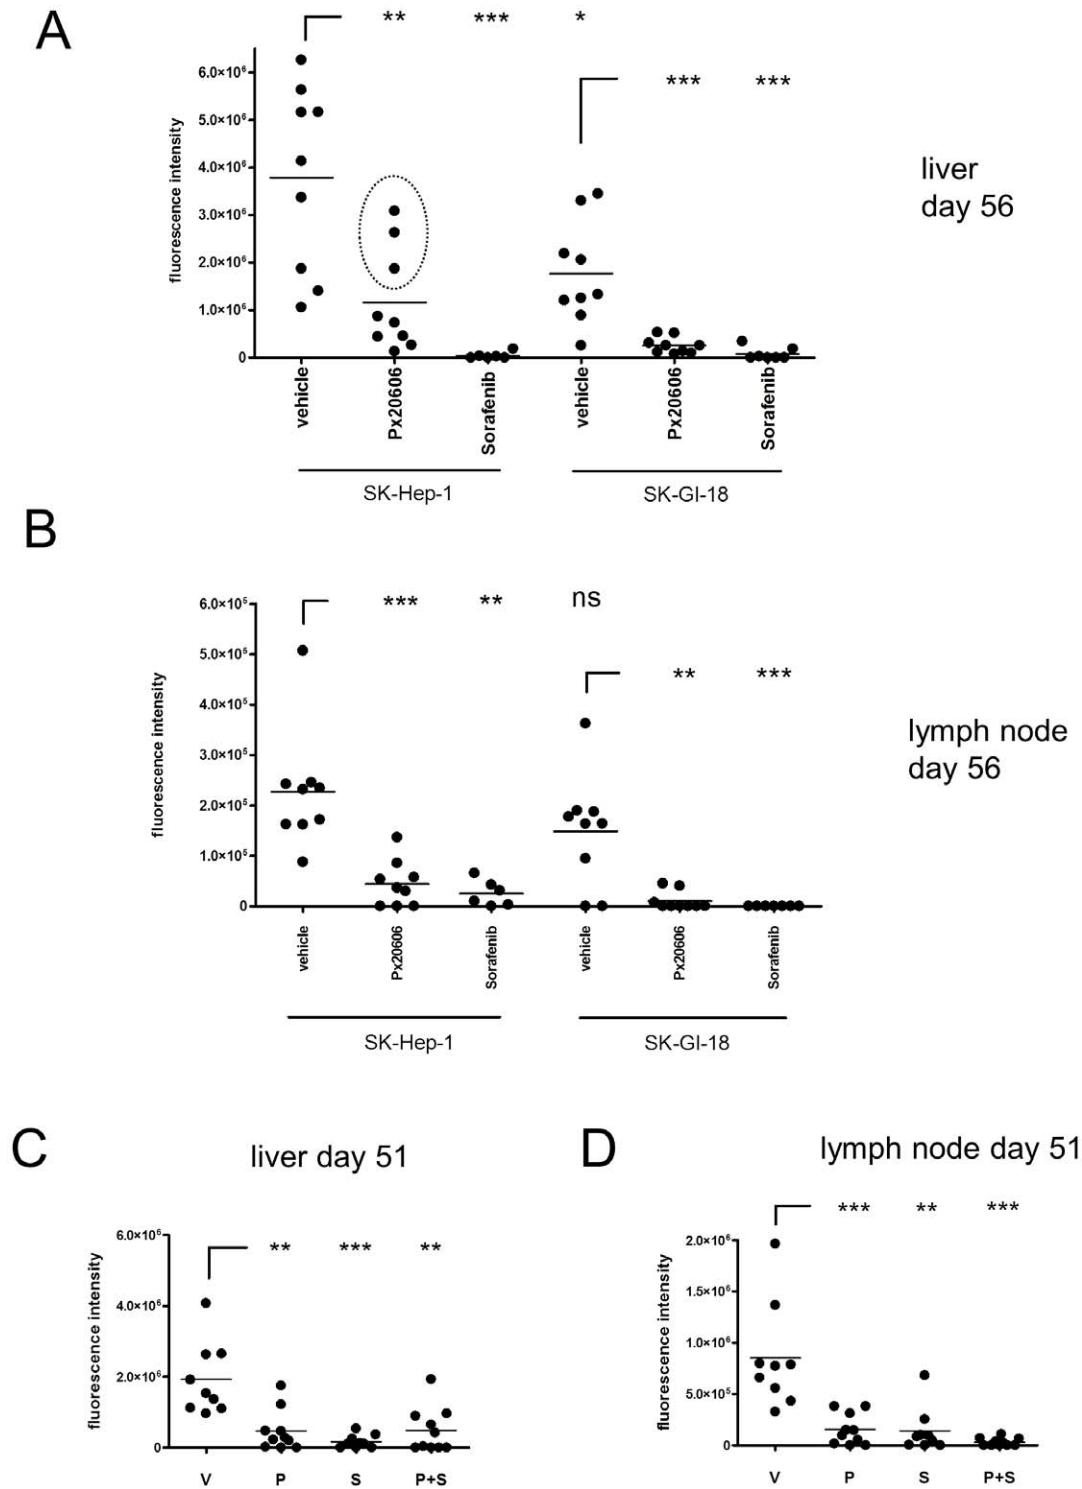 A
** *** *
*** ***
6.0×10⁶
5.0×10⁶
4.0×10⁶
3.0×10⁶
2.0×10⁶
1.0×10⁶
0
fluorescence intensity
liver
day 56
vehicle
Px20606
Sorafenib
vehicle
Px20606
Sorafenib
SK-Hep-1
SK-GI-18
B
*** ** ns
** ***
6.0×10⁵
5.0×10⁵
4.0×10⁵
3.0×10⁵
2.0×10⁵
1.0×10⁵
0
fluorescence intensity
lymph node
day 56
vehicle
Px20606
Sorafenib
vehicle
Px20606
Sorafenib
SK-Hep-1
SK-GI-18
C
liver day 51
** *** **
6.0×10⁶
4.0×10⁶
2.0×10⁶
0
fluorescence intensity
V P S P+S
D
lymph node day 51
*** ** ***
2.0×10⁶
1.5×10⁶
1.0×10⁶
5.0×10⁵
0
fluorescence intensity
V P S P+S